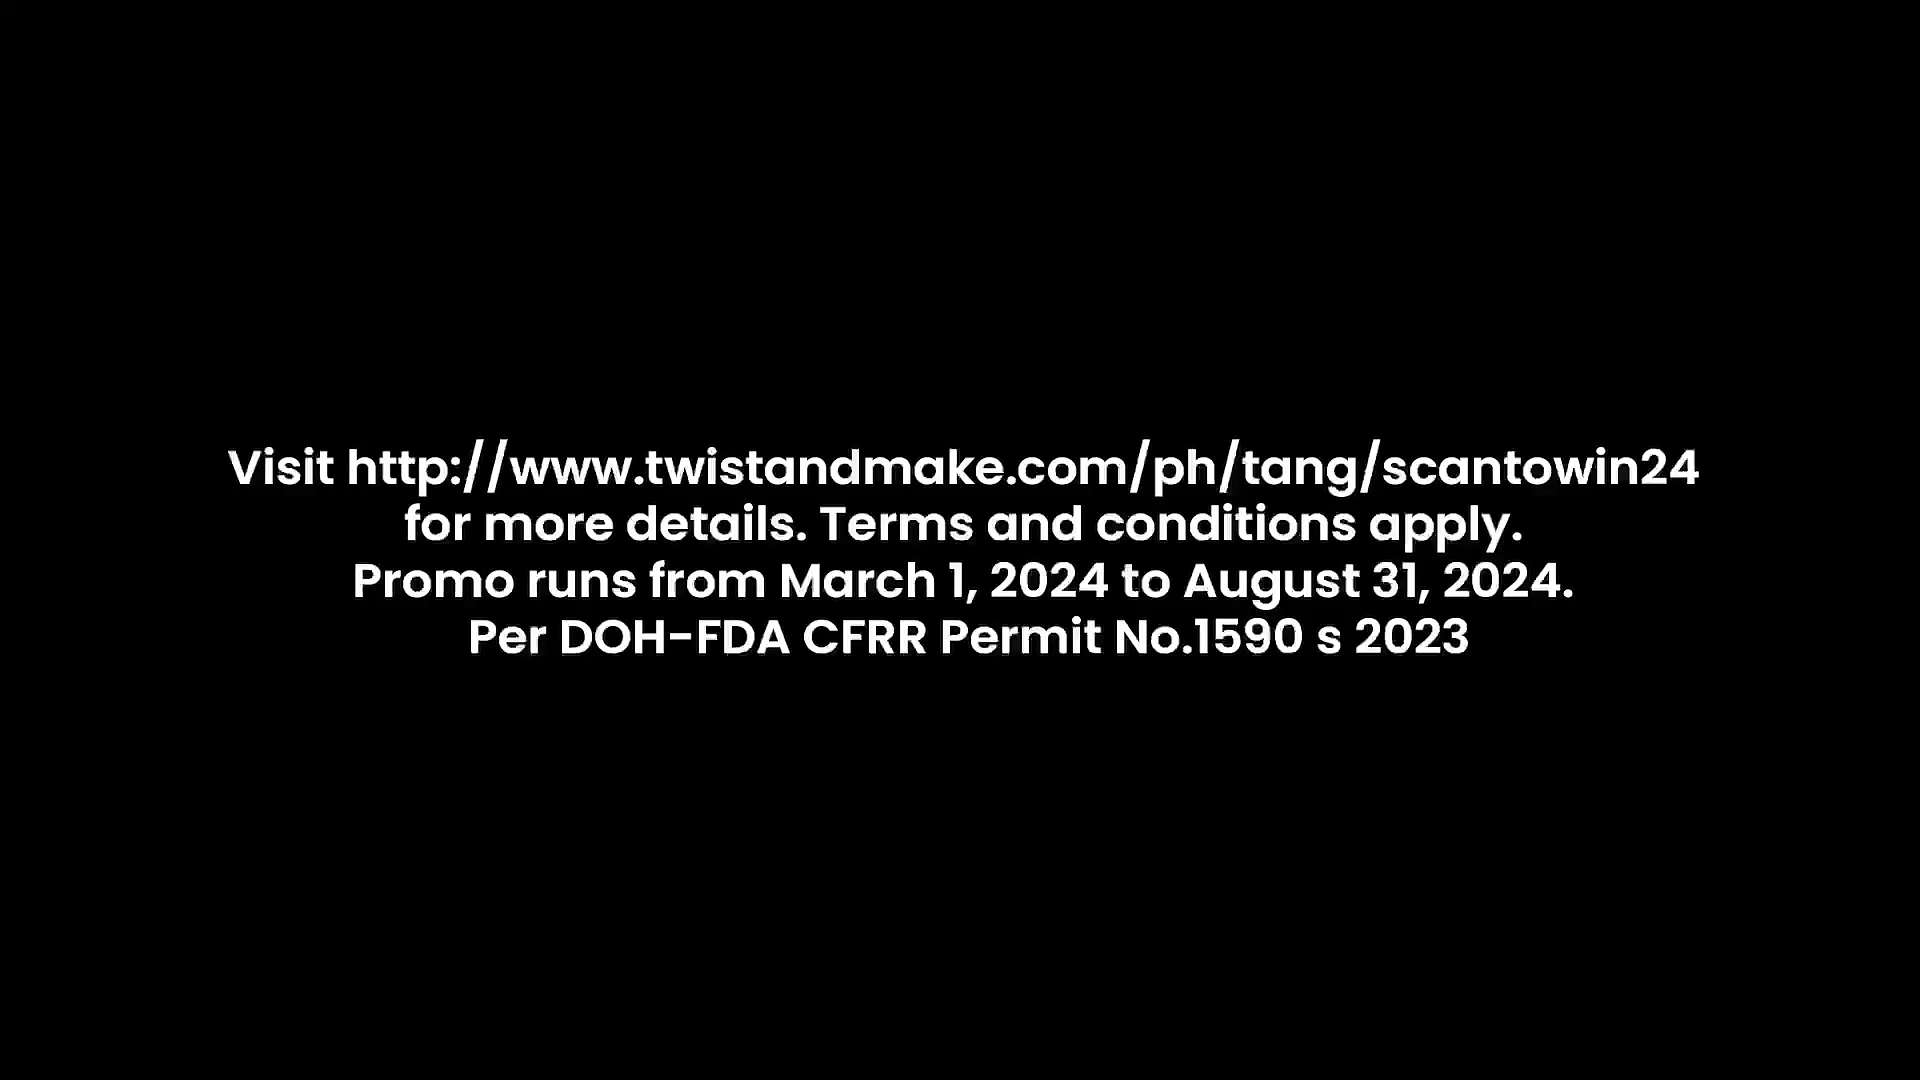 Visit http://www.twistandmake.com/ph/tang/scantowin24
for more details. Terms and conditions apply.
Promo runs from March 1, 2024 to August 31, 2024.
Per DOH-FDA CFRR Permit No.1590 s 2023